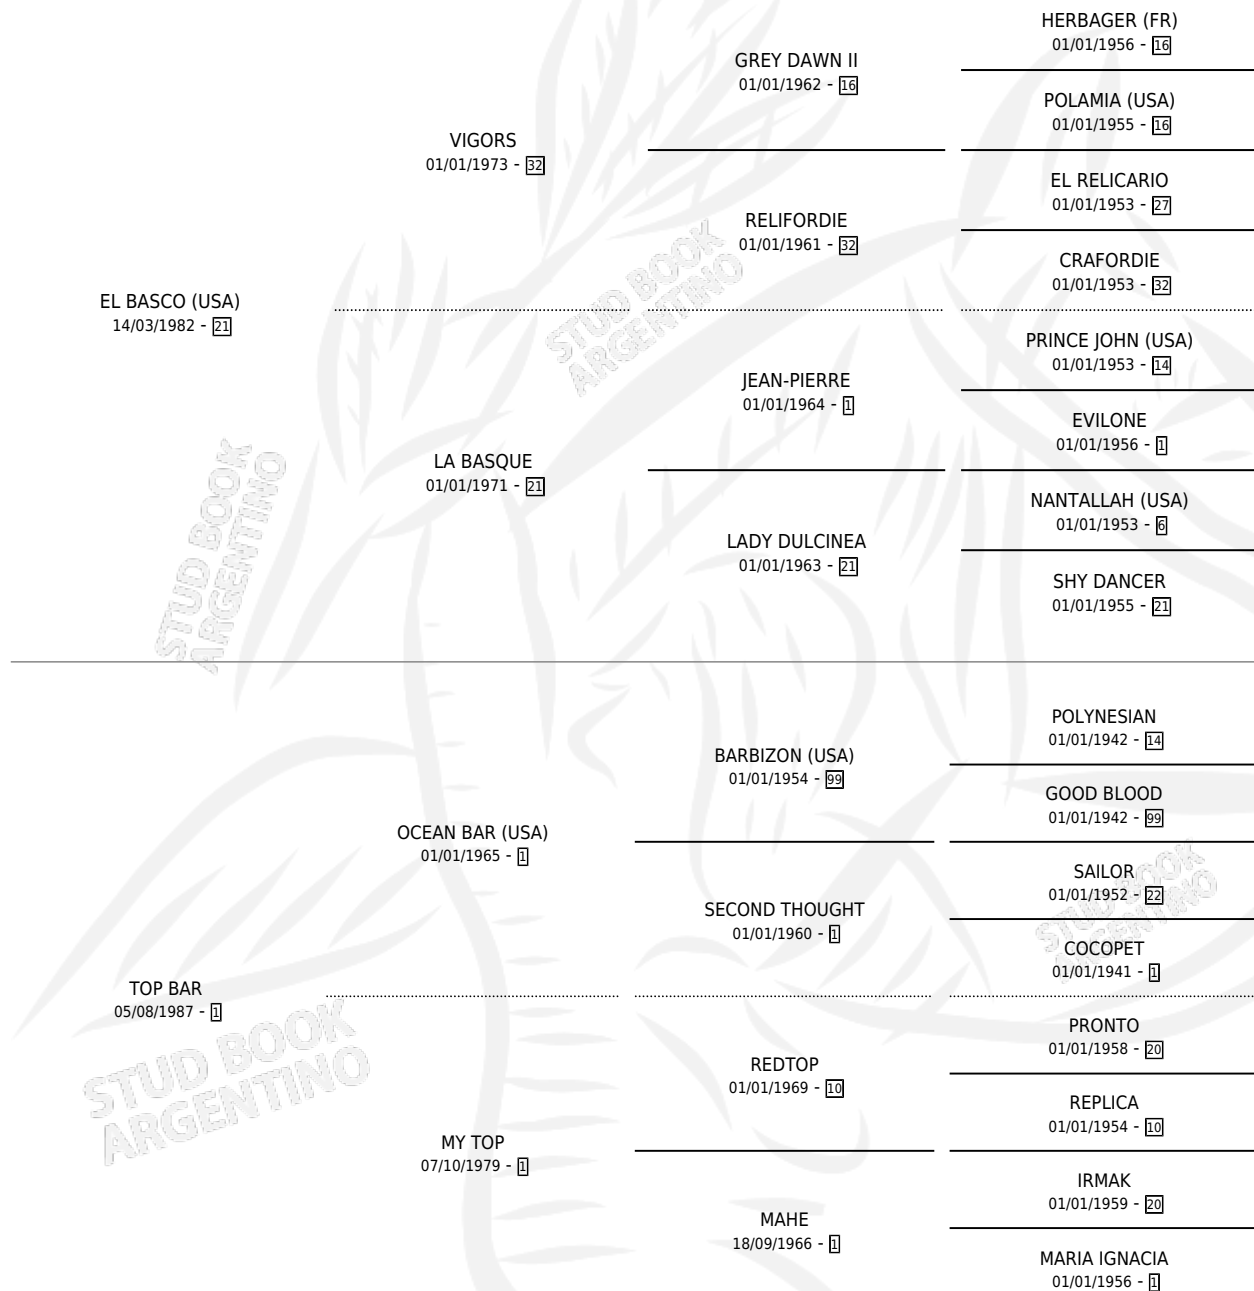 HERBAGER (FR)
01/01/1956 - 16
GREY DAWN II
01/01/1962 - 16
POLAMIA (USA)
01/01/1955 - 16
VIGORS
01/01/1973 - 32
EL RELICARIO
01/01/1953 - 27
RELIFORDIE
01/01/1961 - 32
CRAFORDIE
01/01/1953 - 32
EL BASCO (USA)
14/03/1982 - 21
PRINCE JOHN (USA)
01/01/1953 - 14
JEAN-PIERRE
01/01/1964 - 1
EVILONE
01/01/1956 - 1
LA BASQUE
01/01/1971 - 21
NANTALLAH (USA)
01/01/1953 - 6
LADY DULCINEA
01/01/1963 - 21
SHY DANCER
01/01/1955 - 21
STUD BOOK
ARGENTINO
STUD BOOK
ARGENTINO
POLYNESIAN
01/01/1942 - 14
BARBIZON (USA)
01/01/1954 - 99
GOOD BLOOD
01/01/1942 - 99
OCEAN BAR (USA)
01/01/1965 - 1
SAILOR
01/01/1952 - 22
SECOND THOUGHT
01/01/1960 - 1
COCOPET
01/01/1941 - 1
TOP BAR
05/08/1987 - 1
PRONTO
01/01/1958 - 20
REDTOP
01/01/1969 - 10
REPLICA
01/01/1954 - 10
MY TOP
07/10/1979 - 1
IRMAK
01/01/1959 - 20
MAHE
18/09/1966 - 1
MARIA IGNACIA
01/01/1956 - 1
STUD BOOK
ARGENTINO
STUD BOOK
ARGENTINO